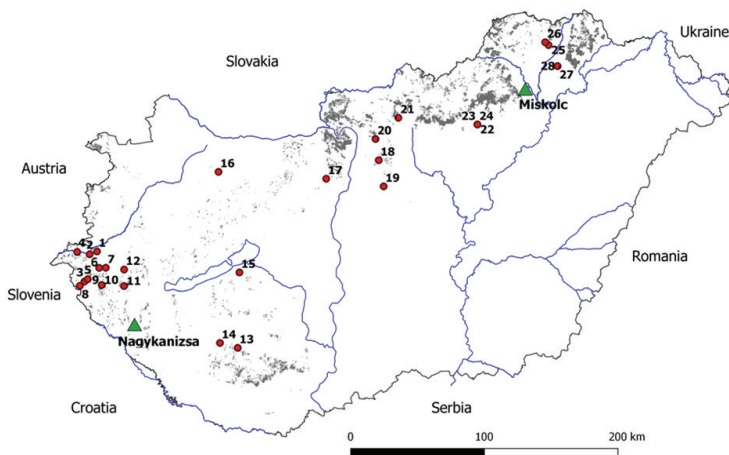 Ukraine
Slovakia
26
25
28
27
Miskolc
21
23 24
22
20
18
19
Austria
16
17
4 2 1
6 7
12
3 5
9 10
11
8
15
Slovenia
Romania
Nagykanizsa
14 13
Croatia
Serbia
0 100 200 km